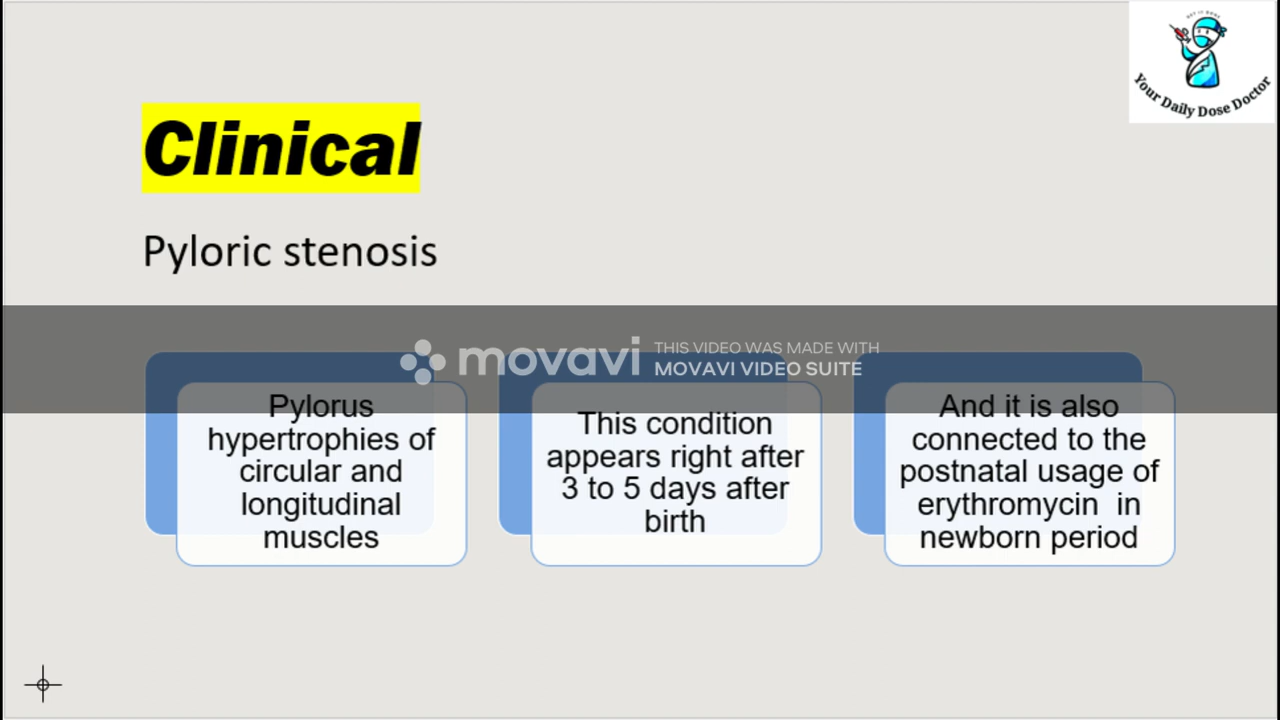 Your Daily Dose Doctor
Clinical
Pyloric stenosis
movavi
THIS VIDEO WAS MADE WITH
MOVAVI VIDEO SUITE
Pylorus
hypertrophies of
circular and
longitudinal
muscles
This condition
appears right after
3 to 5 days after
birth
And it is also
connected to the
postnatal usage of
erythromycin in
newborn period